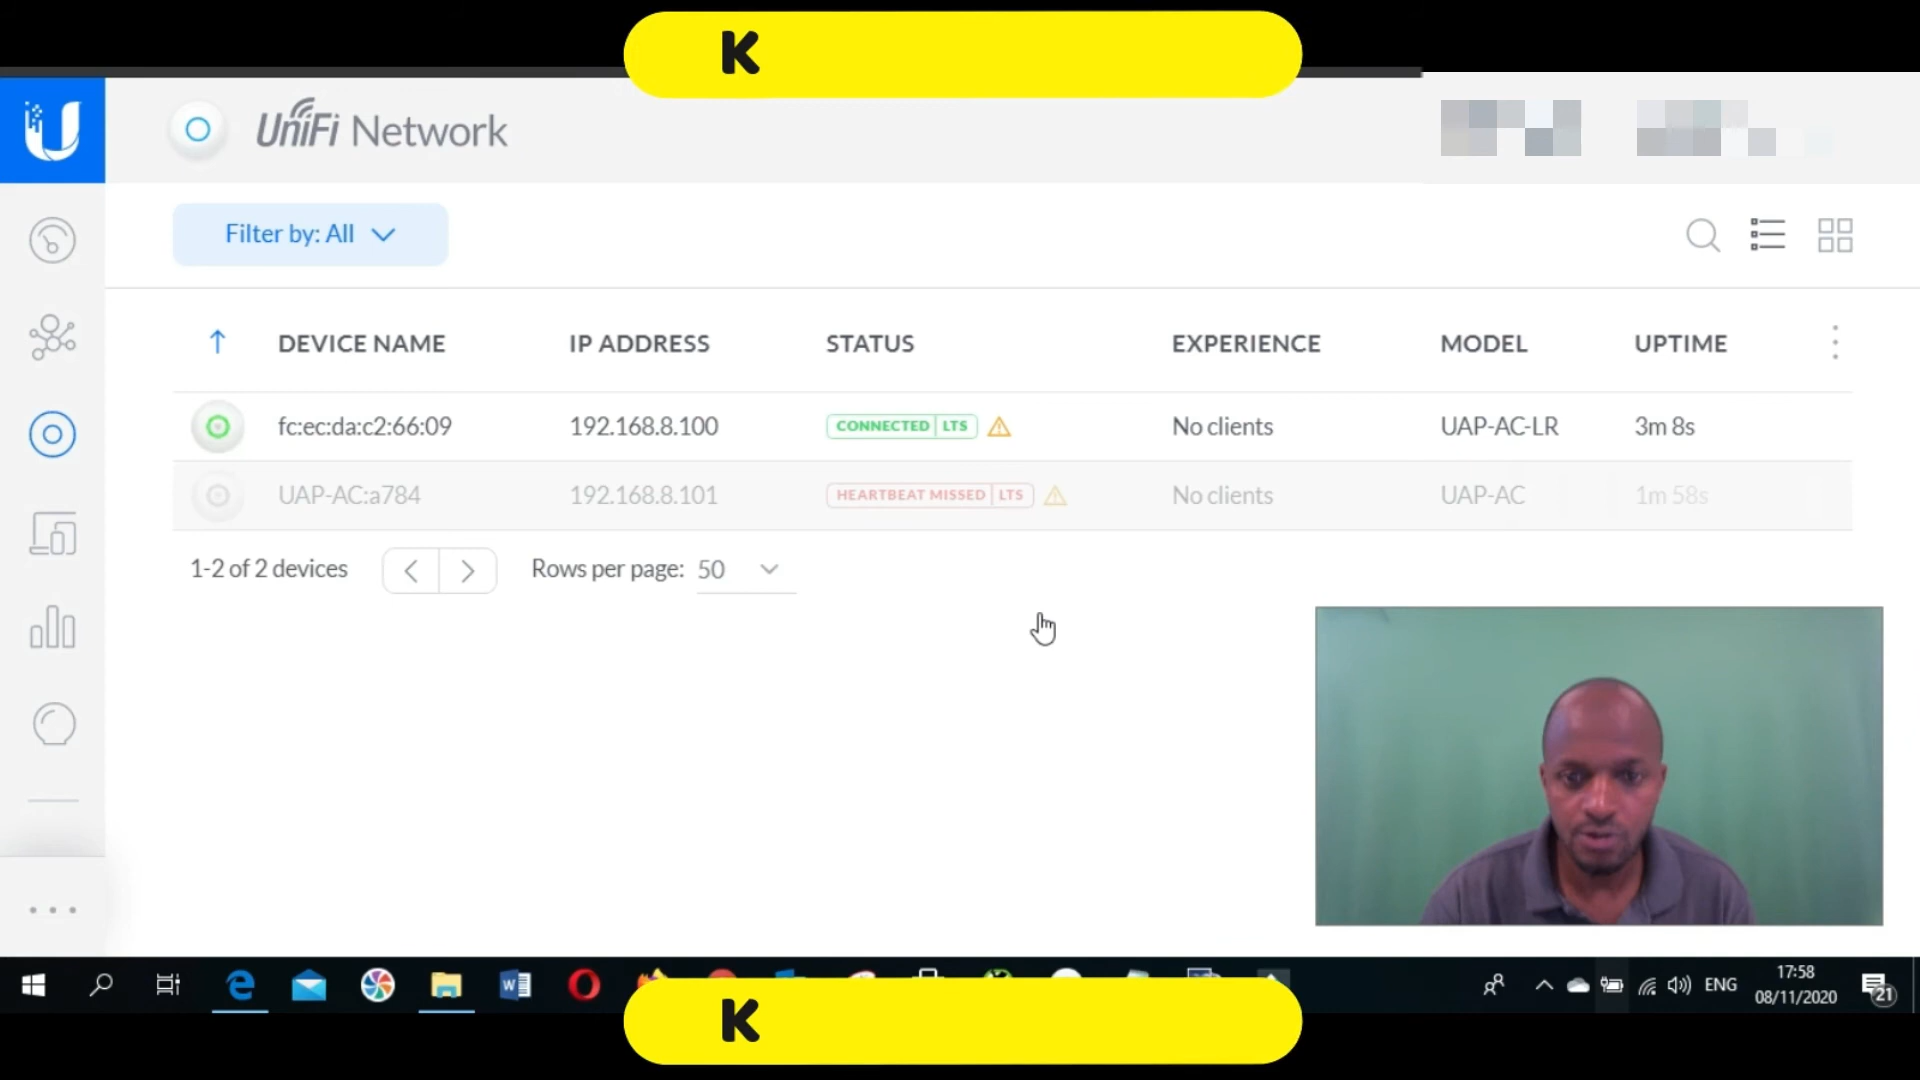 K
UniFi Network
Filter by: All
DEVICE NAME IP ADDRESS STATUS EXPERIENCE MODEL UPTIME
fc:ec:da:c2:66:09 192.168.8.100 CONNECTED LTS No clients UAP-AC-LR 3m 8s
UAP-AC:a784 192.168.8.101 HEARTBEAT MISSED LTS No clients UAP-AC 1m 58s
1-2 of 2 devices Rows per page: 50
ENG 17:58
08/11/2020 21
K